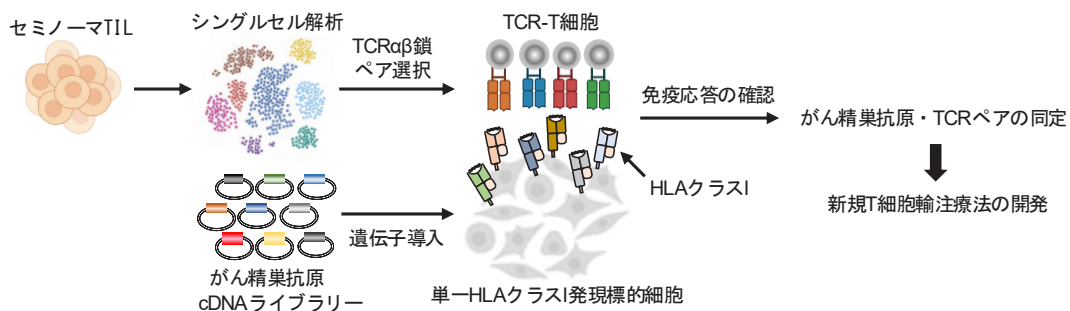 セミノーマTIL
シングルセル解析
TCRαβ鎖
ペア選択
TCR-T細胞
免疫応答の確認
がん精巣抗原・TCRペアの同定
HLAクラスI
新規T細胞輸注療法の開発
遺伝子導入
がん精巣抗原
cDNAライブラリー
単一HLAクラスI発現標的細胞